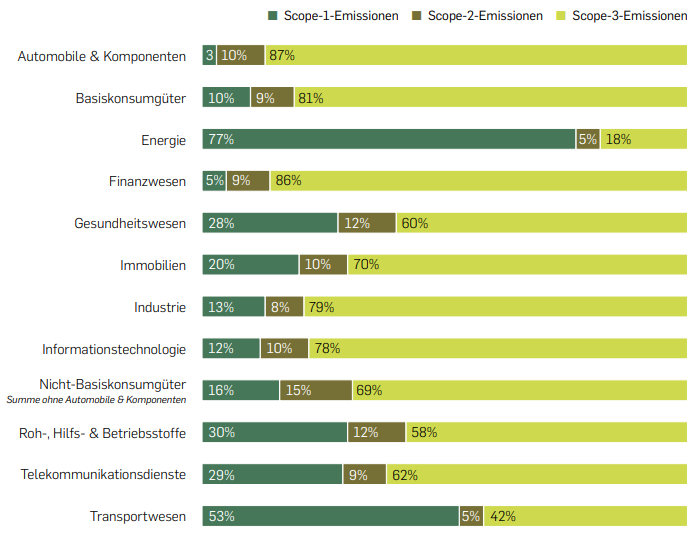 Scope-1-Emissionen Scope-2-Emissionen Scope-3-Emissionen
Automobile & Komponenten 3 10% 87%
Basiskonsumgüter 10% 9% 81%
Energie 77% 5% 18%
Finanzwesen 5% 9% 86%
Gesundheitswesen 28% 12% 60%
Immobilien 20% 10% 70%
Industrie 13% 8% 79%
Informationstechnologie 12% 10% 78%
Nicht-Basiskonsumgüter 16% 15% 69%
Summe ohne Automobile & Komponenten
Roh-, Hilfs- & Betriebsstoffe 30% 12% 58%
Telekommunikationsdienste 29% 9% 62%
Transportwesen 53% 5% 42%